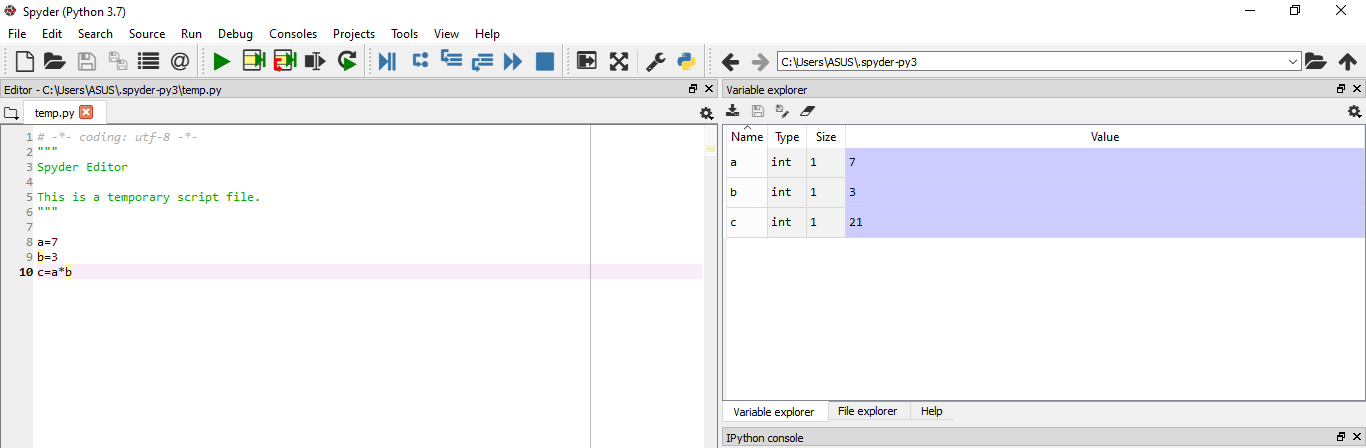 Spyder (Python 3.7)
File Edit Search Source Run Debug Consoles Projects Tools View Help
C:\Users\ASUS\.spyder-py3
Editor - C:\Users\ASUS\.spyder-py3\temp.py
temp.py
1 # -*- coding: utf-8 -*-
2 """
3 Spyder Editor
4
5 This is a temporary script file.
6 """
7
8 a=7
9 b=3
10 c=a*b
Variable explorer
Name Type Size Value
a int 1 7
b int 1 3
c int 1 21
Variable explorer File explorer Help
IPython console